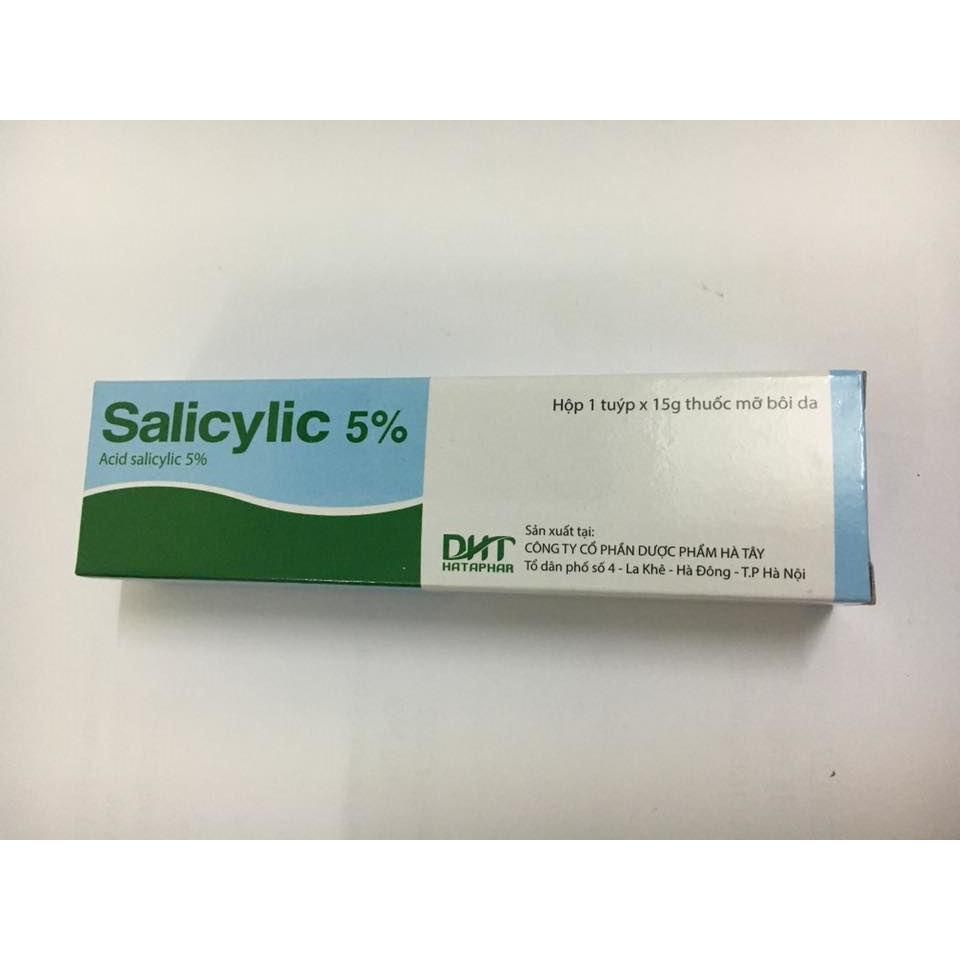 Salicylic 5%
Acid salicylic 5%
Hộp 1 tuýp x 15g thuốc mỡ bôi da
DHT
HATAPHAR
Sản xuất tại:
CÔNG TY CỔ PHẦN DƯỢC PHẨM HÀ TÂY
Tổ dân phố số 4 - La Khê - Hà Đông - T.P Hà Nội